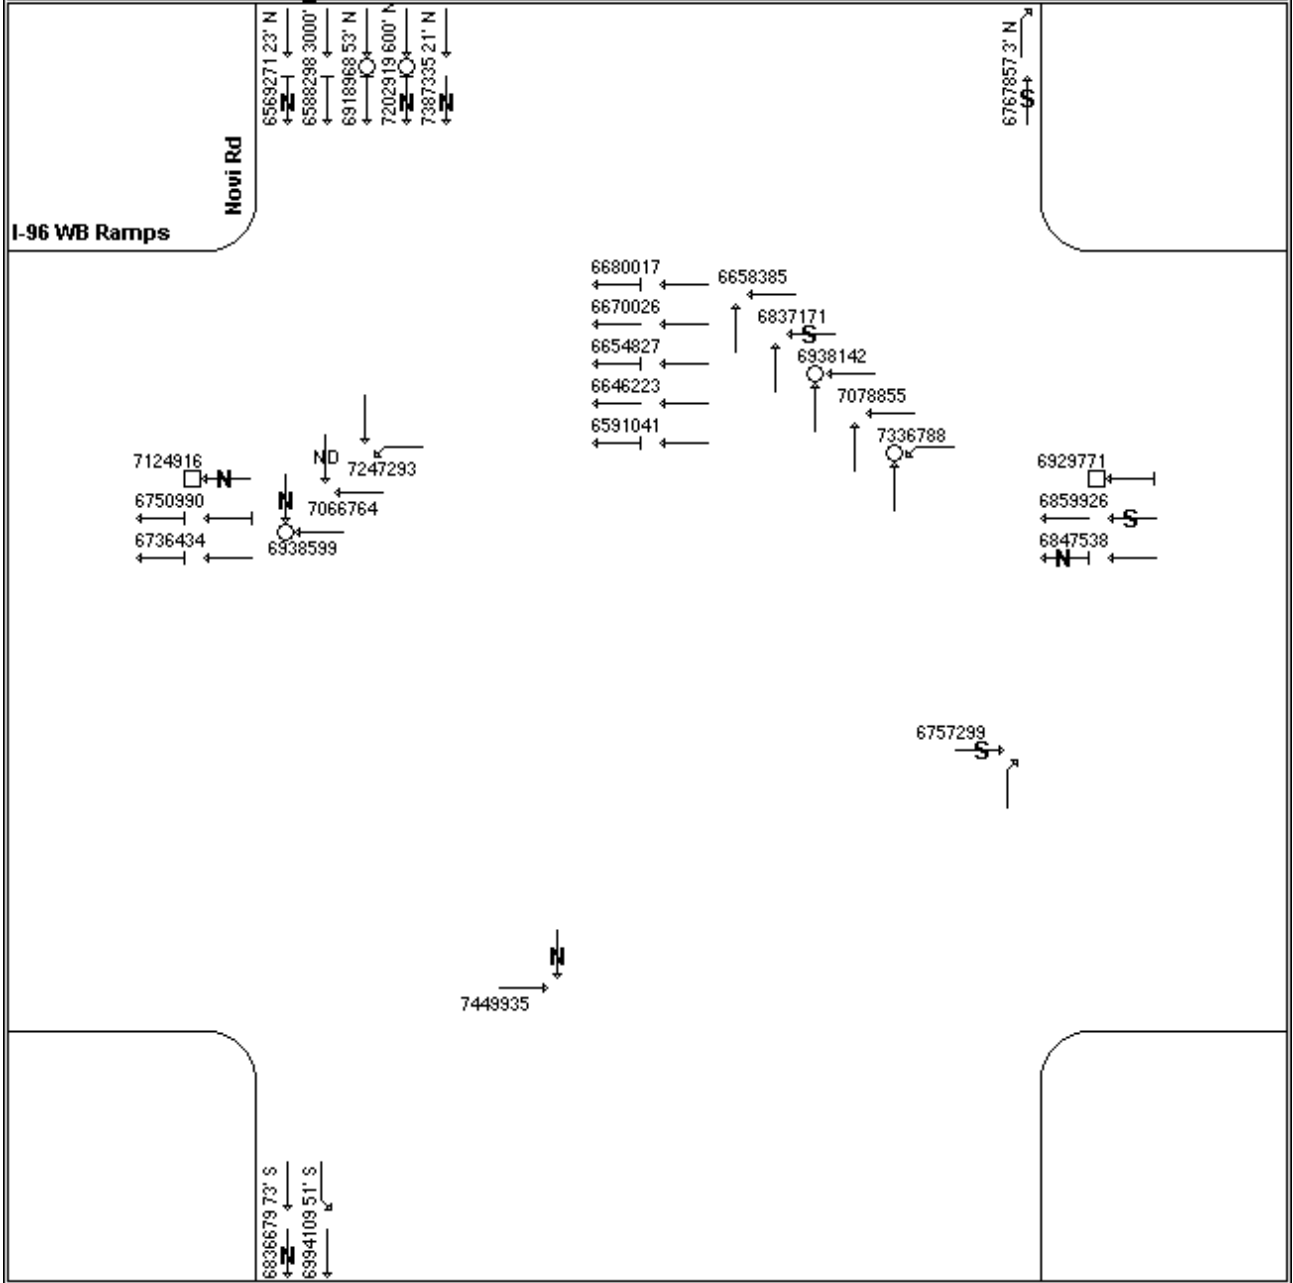 6569271 23' N
6588298 3000'
6918968 53' N
7202919 600' N
7387335 21' N
6767857 3' N
N
N
N
S
Novi Rd
I-96 WB Ramps
6680017
6658385
6670026
6837171
S
6654827
6938142
6646223
7078855
6591041
7336788
7124916
N
ND
7247293
6929771
6750990
N
7066764
6859926
S
6736434
6938599
6847538
N
6757299
S
N
7449935
6836679 73' S
6994109 51' S
N